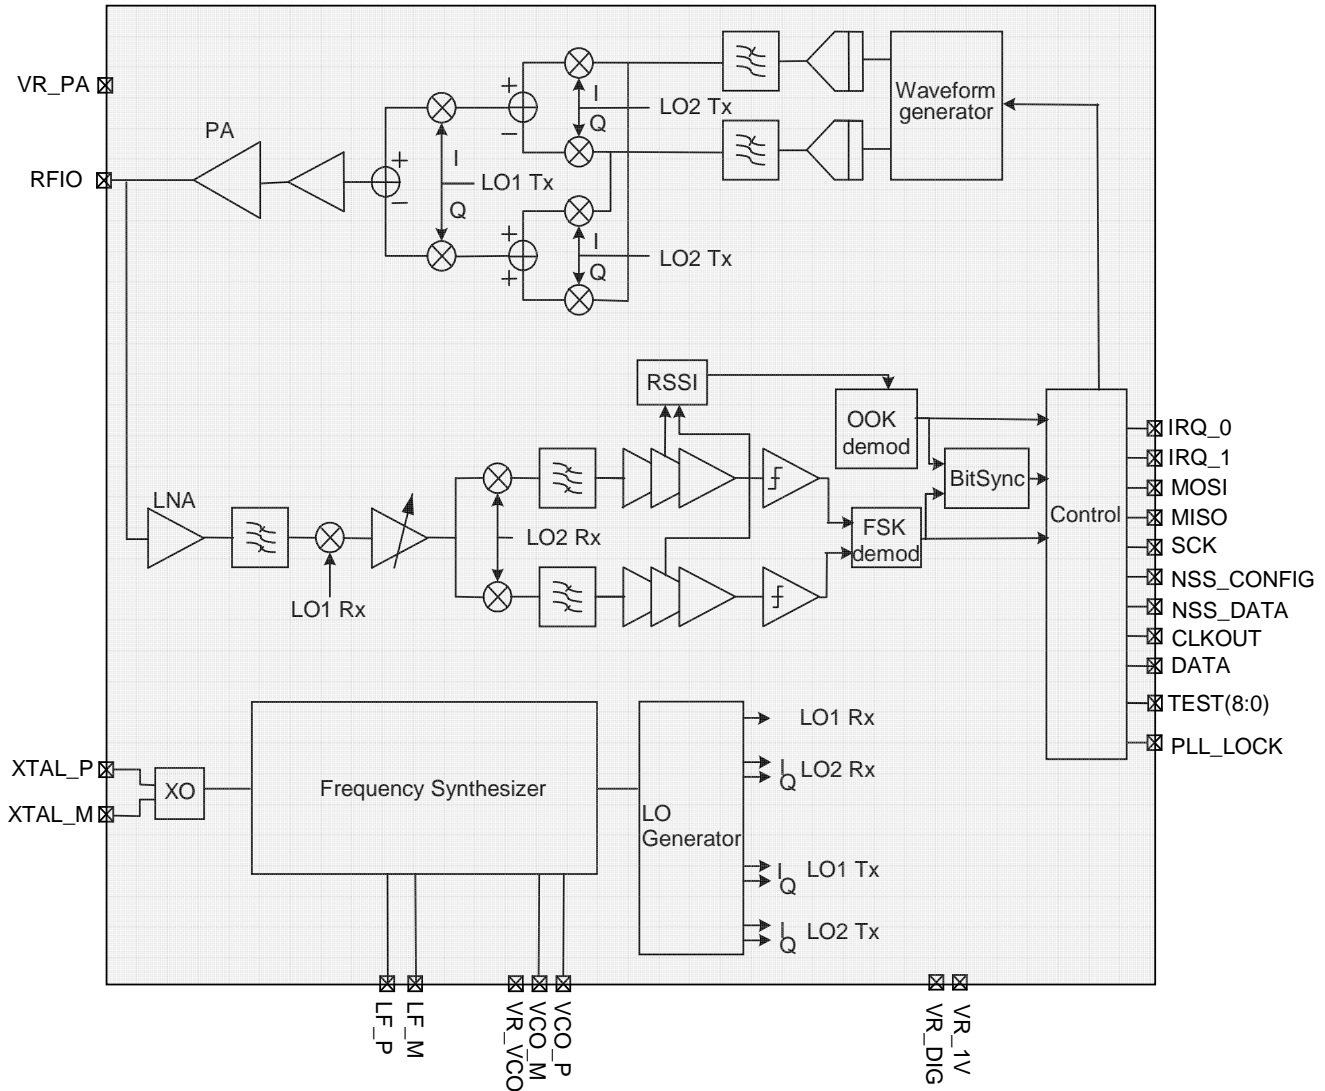 VR_PA
PA
RFIO
+
−
I
LO1 Tx
Q
+
−
I
LO2 Tx
Q
+
+
I
LO2 Tx
Q
Waveform
generator
RSSI
OOK
demod
BitSync
FSK
demod
Control
LNA
LO1 Rx
LO2 Rx
IRQ_0
IRQ_1
MOSI
MISO
SCK
NSS_CONFIG
NSS_DATA
CLKOUT
DATA
TEST(8:0)
PLL_LOCK
XTAL_P
XTAL_M
XO
Frequency Synthesizer
LO
Generator
LO1 Rx
I
Q
LO2 Rx
I
Q
LO1 Tx
I
Q
LO2 Tx
LF_P
LF_M
VR_VCO
VCO_M
VCO_P
VR_DIG
VR_1V